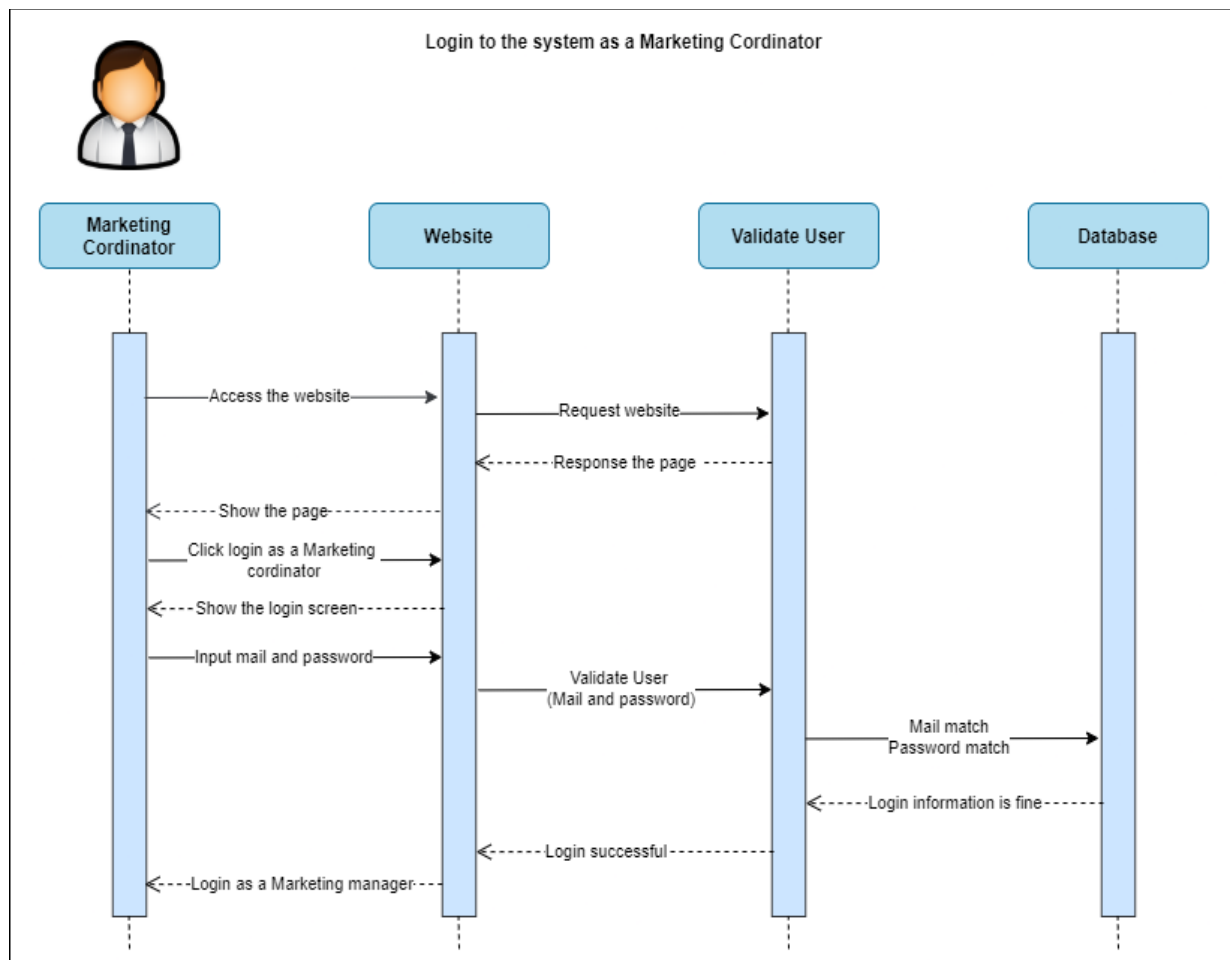 Login to the system as a Marketing Cordinator
Marketing
Cordinator
Website
Validate User
Database
Access the website
Request website
Response the page
Show the page
Click login as a Marketing
cordinator
Show the login screen
Input mail and password
Validate User
(Mail and password)
Mail match
Password match
Login information is fine
Login successful
Login as a Marketing manager